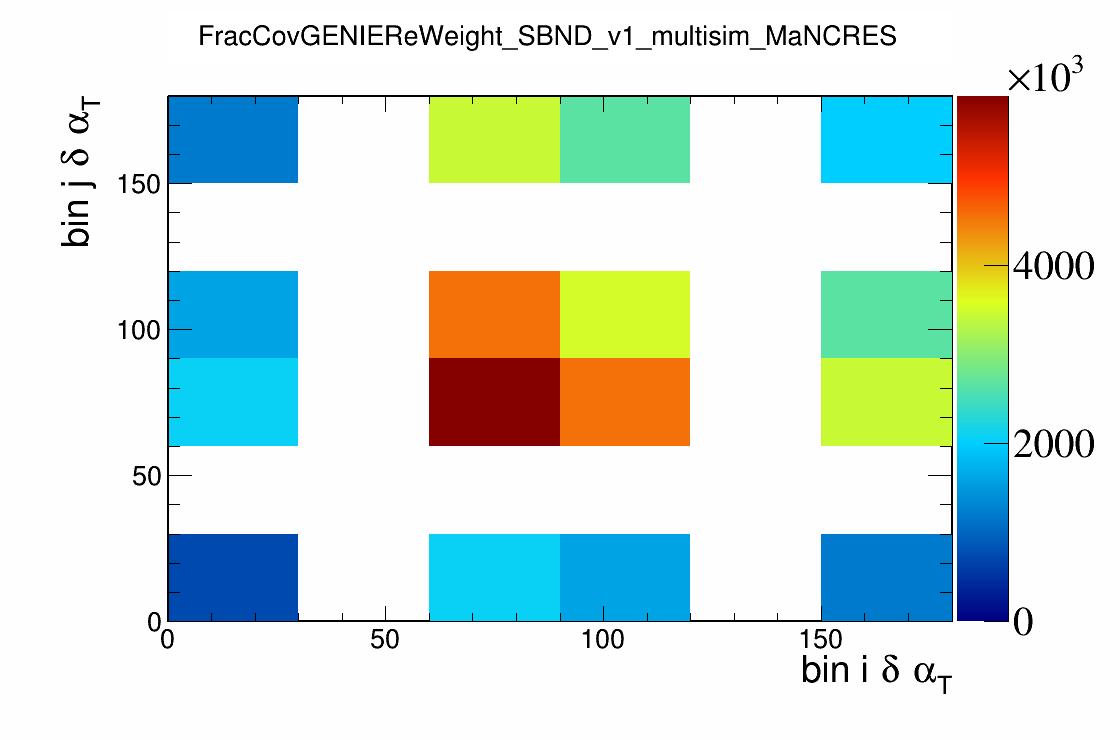 FracCovGENIEReWeight_SBND_v1_multisim_MaNCRES
×10³
bin j δ α_T
150
100
50
0
4000
2000
0
0 50 100 150
bin i δ α_T